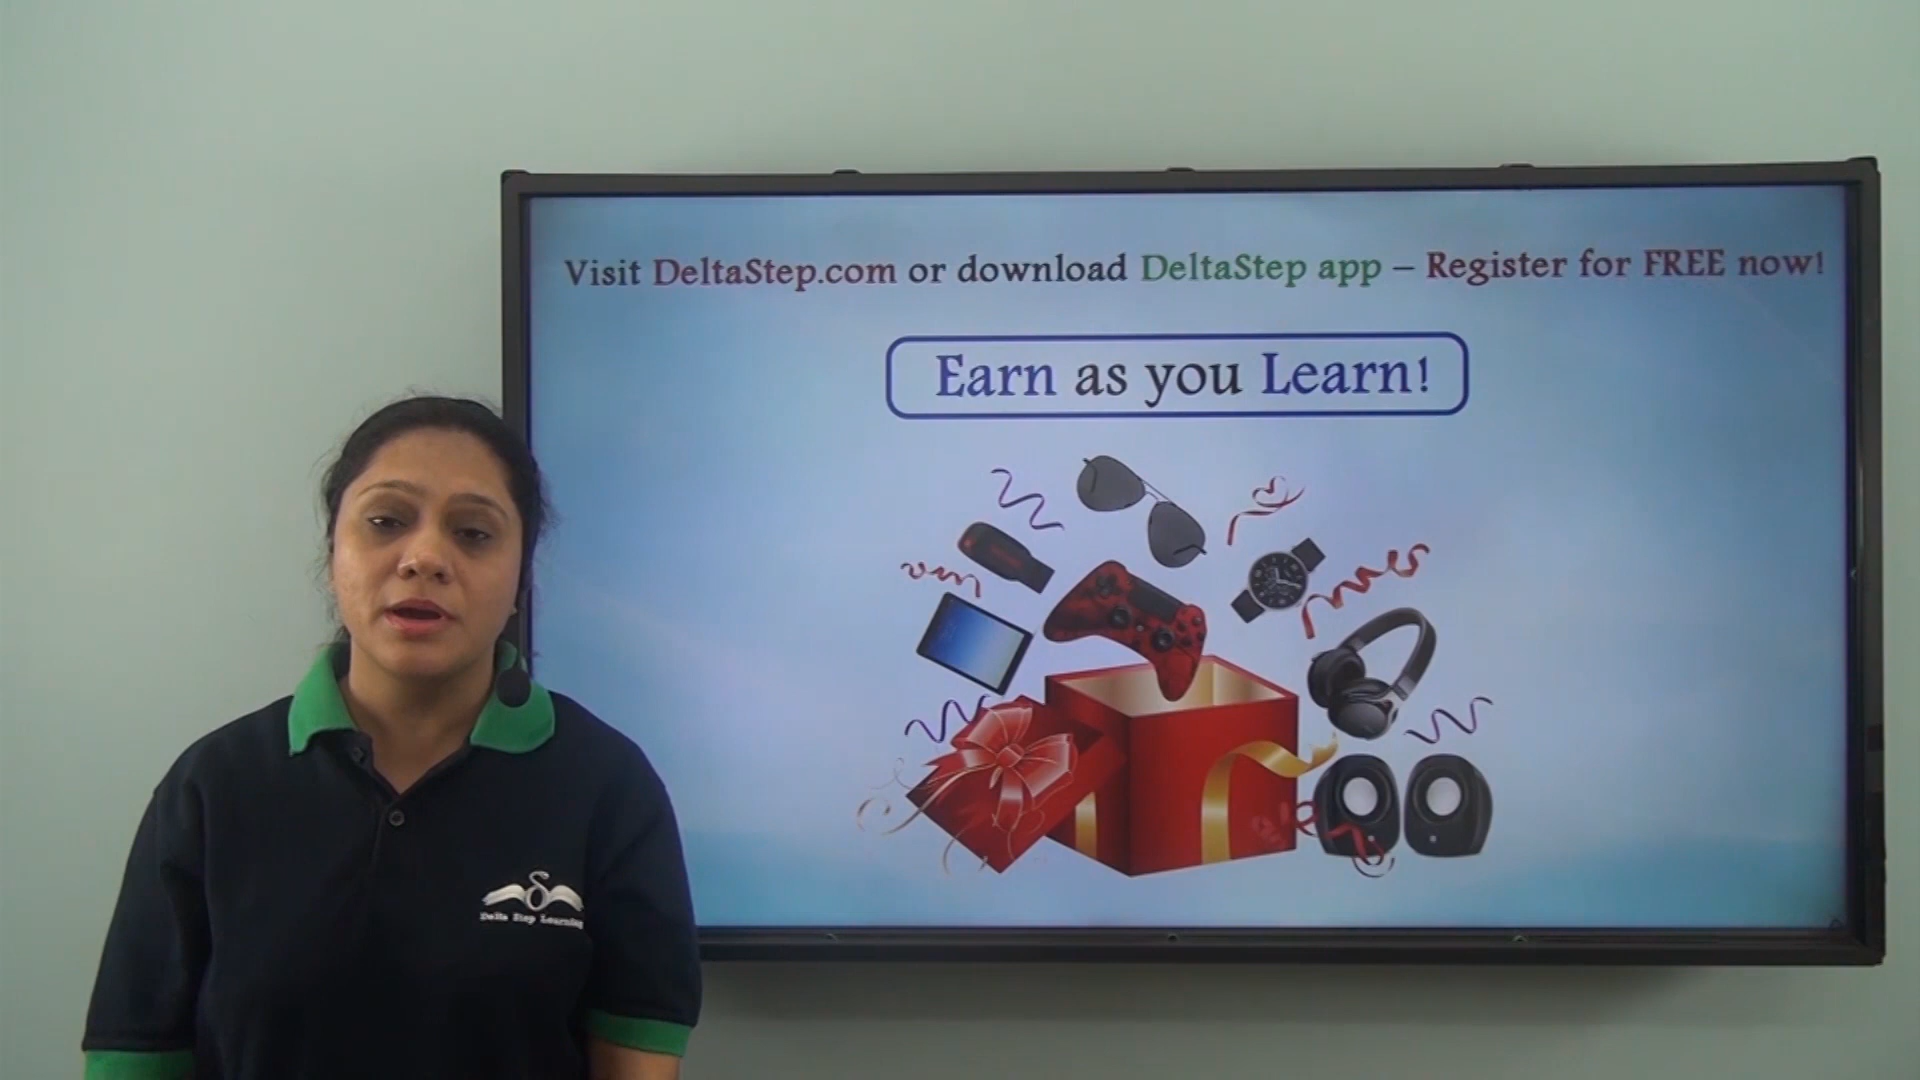 Visit DeltaStep.com or download DeltaStep app – Register for FREE now!
Earn as you Learn!
Delta Step Learning